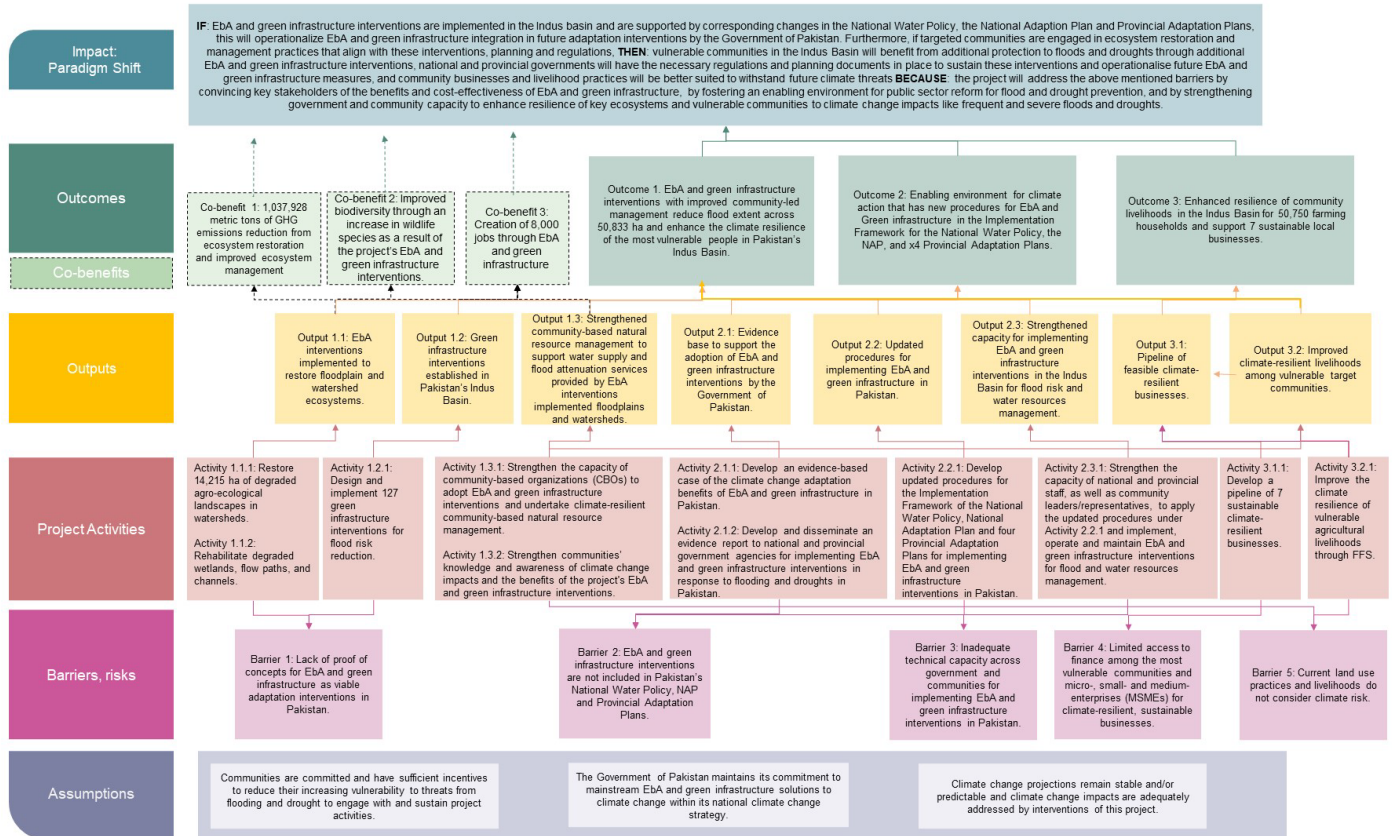 Impact:
Paradigm Shift
IF: EbA and green infrastructure interventions are implemented in the Indus basin and are supported by corresponding changes in the National Water Policy, the National Adaption Plan and Provincial Adaptation Plans,
this will operationalize EbA and green infrastructure integration in future adaptation interventions by the Government of Pakistan. Furthermore, if targeted communities are engaged in ecosystem restoration and
management practices that align with these interventions, planning and regulations, THEN: vulnerable communities in the Indus Basin will benefit from additional protection to floods and droughts through additional
EbA and green infrastructure interventions, national and provincial governments will have the necessary regulations and planning documents in place to sustain these interventions and operationalise future EbA and
green infrastructure measures, and community businesses and livelihood practices will be better suited to withstand future climate threats BECAUSE: the project will address the above mentioned barriers by
convincing key stakeholders of the benefits and cost-effectiveness of EbA and green infrastructure, by fostering an enabling environment for public sector reform for flood and drought prevention, and by strengthening
government and community capacity to enhance resilience of key ecosystems and vulnerable communities to climate change impacts like frequent and severe floods and droughts.
Outcomes
Co-benefits
Co-benefit 1: 1,037,928
metric tons of GHG
emissions reduction from
ecosystem restoration
and improved ecosystem
management
Co-benefit 2: Improved
biodiversity through an
increase in wildlife
species as a result of
the project's EbA and
green infrastructure
interventions.
Co-benefit 3:
Creation of 8,000
jobs through EbA
and green
infrastructure
Outcome 1. EbA and green infrastructure
interventions with improved community-led
management reduce flood extent across
50,833 ha and enhance the climate resilience
of the most vulnerable people in Pakistan's
Indus Basin.
Outcome 2: Enabling environment for climate
action that has new procedures for EbA and
Green infrastructure in the Implementation
Framework for the National Water Policy, the
NAP, and x4 Provincial Adaptation Plans.
Outcome 3: Enhanced resilience of community
livelihoods in the Indus Basin for 50,750 farming
households and support 7 sustainable local
businesses.
Outputs
Output 1.1: EbA
interventions
implemented to
restore floodplain and
watershed
ecosystems.
Output 1.2: Green
infrastructure
interventions
established in
Pakistan's Indus
Basin.
Output 1.3: Strengthened
community-based natural
resource management to
support water supply and
flood attenuation services
provided by EbA
interventions
implemented floodplains
and watersheds.
Output 2.1: Evidence
base to support the
adoption of EbA and
green infrastructure
interventions by the
Government of
Pakistan.
Output 2.2: Updated
procedures for
implementing EbA and
green infrastructure in
Pakistan.
Output 2.3: Strengthened
capacity for implementing
EbA and green
infrastructure
interventions in the Indus
Basin for flood risk and
water resources
management.
Output 3.1:
Pipeline of
feasible climate-
resilient
businesses.
Output 3.2: Improved
climate-resilient livelihoods
among vulnerable target
communities.
Project Activities
Activity 1.1.1: Restore
14,215 ha of degraded
agro-ecological
landscapes in
watersheds.
Activity 1.1.2:
Rehabilitate degraded
wetlands, flow paths, and
channels.
Activity 1.2.1:
Design and
implement 127
green
infrastructure
interventions for
flood risk
reduction.
Activity 1.3.1: Strengthen the capacity of
community-based organizations (CBOs) to
adopt EbA and green infrastructure
interventions and undertake climate-resilient
community-based natural resource
management.
Activity 1.3.2: Strengthen communities'
knowledge and awareness of climate change
impacts and the benefits of the project's EbA
and green infrastructure interventions.
Activity 2.1.1: Develop an evidence-based
case of the climate change adaptation
benefits of EbA and green infrastructure in
Pakistan.
Activity 2.1.2: Develop and disseminate an
evidence report to national and provincial
government agencies for implementing EbA
and green infrastructure interventions in
response to flooding and droughts in
Pakistan.
Activity 2.2.1: Develop
updated procedures for
the Implementation
Framework of the National
Water Policy, National
Adaptation Plan and four
Provincial Adaptation
Plans for implementing
EbA and green
infrastructure
interventions in Pakistan.
Activity 2.3.1: Strengthen the
capacity of national and provincial
staff, as well as community
leaders/representatives, to apply
the updated procedures under
Activity 2.2.1 and implement,
operate and maintain EbA and
green infrastructure interventions
for flood and water resources
management.
Activity 3.1.1:
Develop a
pipeline of 7
sustainable
climate-
resilient
businesses.
Activity 3.2.1:
Improve the
climate
resilience of
vulnerable
agricultural
livelihoods
through FFS.
Barriers, risks
Barrier 1: Lack of proof of
concepts for EbA and green
infrastructure as viable
adaptation interventions in
Pakistan.
Barrier 2: EbA and green
infrastructure interventions
are not included in Pakistan's
National Water Policy, NAP
and Provincial Adaptation
Plans.
Barrier 3: Inadequate
technical capacity across
government and
communities for
implementing EbA and
green infrastructure
interventions in Pakistan.
Barrier 4: Limited access to
finance among the most
vulnerable communities and
micro-, small- and medium-
enterprises (MSMEs) for
climate-resilient, sustainable
businesses.
Barrier 5: Current land use
practices and livelihoods do
not consider climate risk.
Assumptions
Communities are committed and have sufficient incentives
to reduce their increasing vulnerability to threats from
flooding and drought to engage with and sustain project
activities.
The Government of Pakistan maintains its commitment to
mainstream EbA and green infrastructure solutions to
climate change within its national climate change
strategy.
Climate change projections remain stable and/or
predictable and climate change impacts are adequately
addressed by interventions of this project.